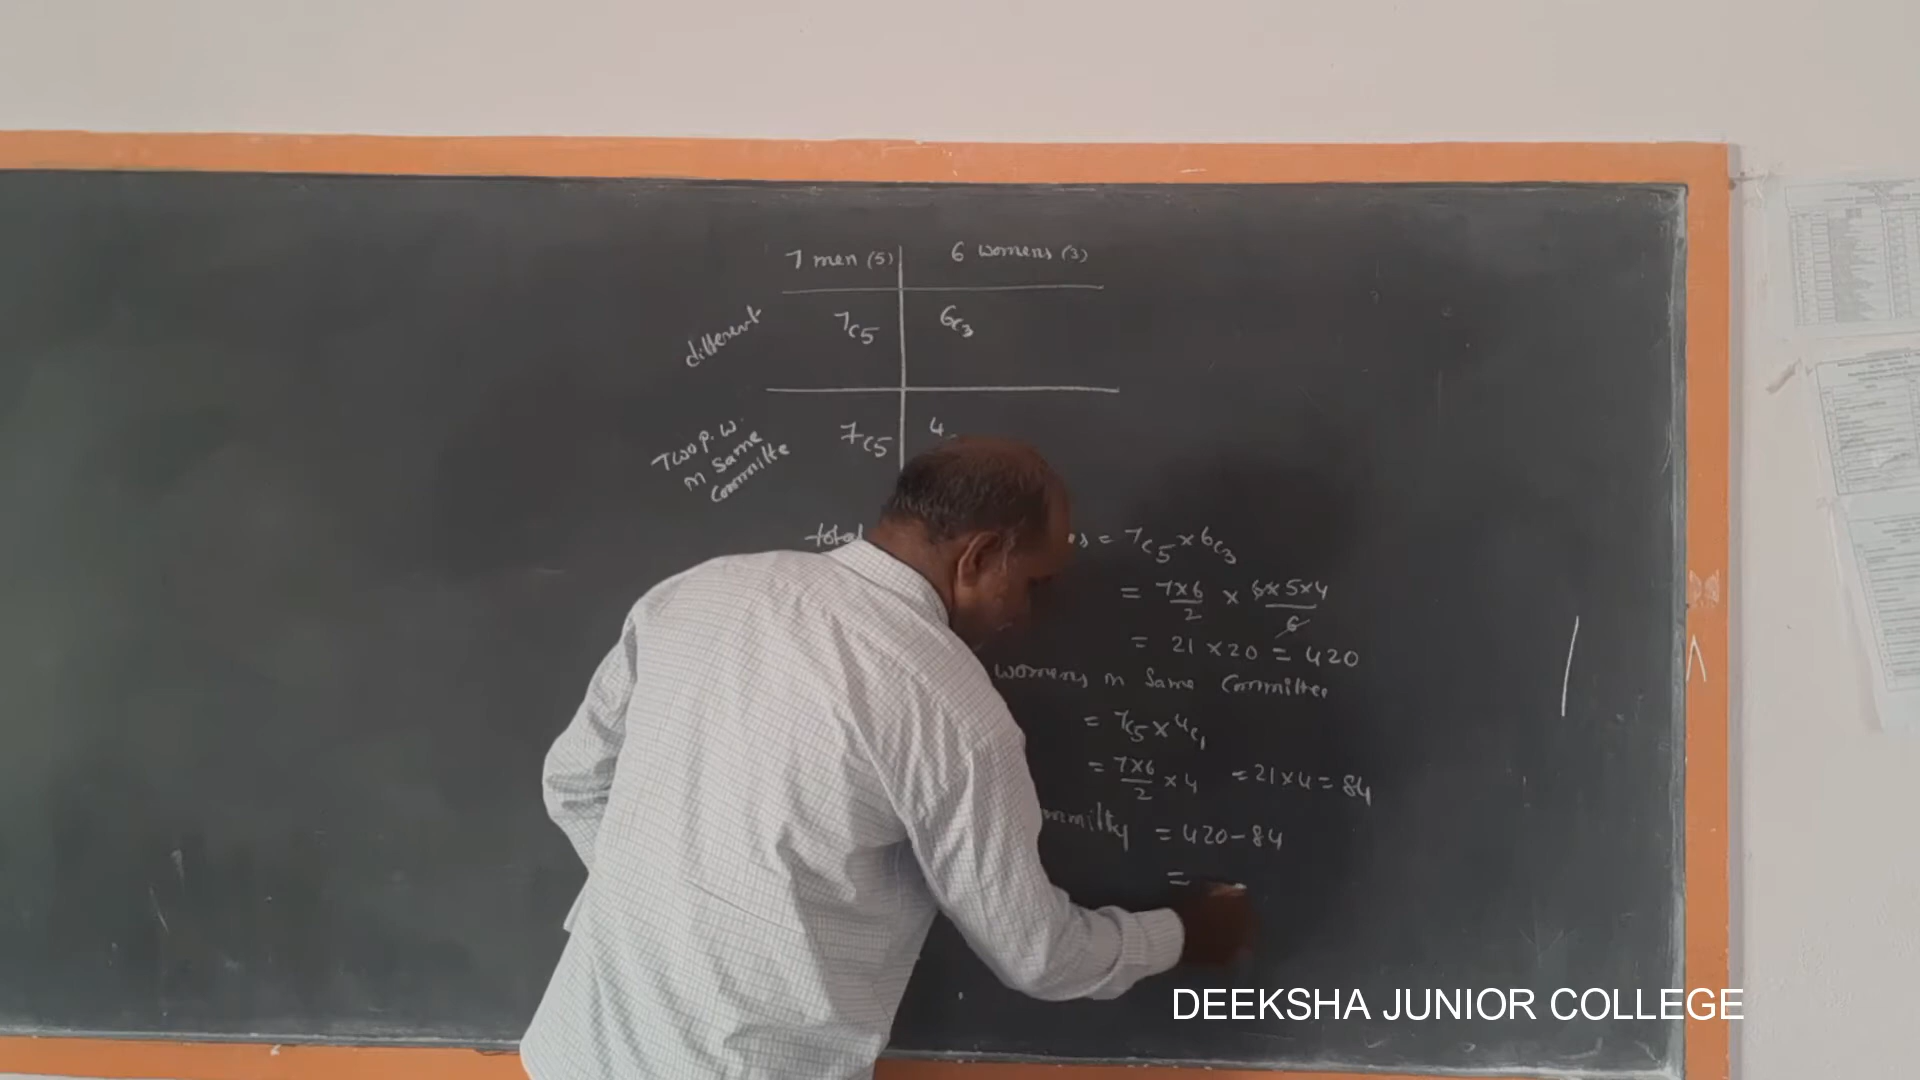 7 men (5) 6 womens (3)
different 7c5 6c3
Two p. w. 7c5 4
in same
committe
total = 7c5 × 6c3
= 7×6/2 × 6×5×4/6
= 21 × 20 = 420
womens in same committee
= 7c5 × 4c1
= 7×6/2 × 4 = 21 × 4 = 84
= 420 - 84
=
DEEKSHA JUNIOR COLLEGE